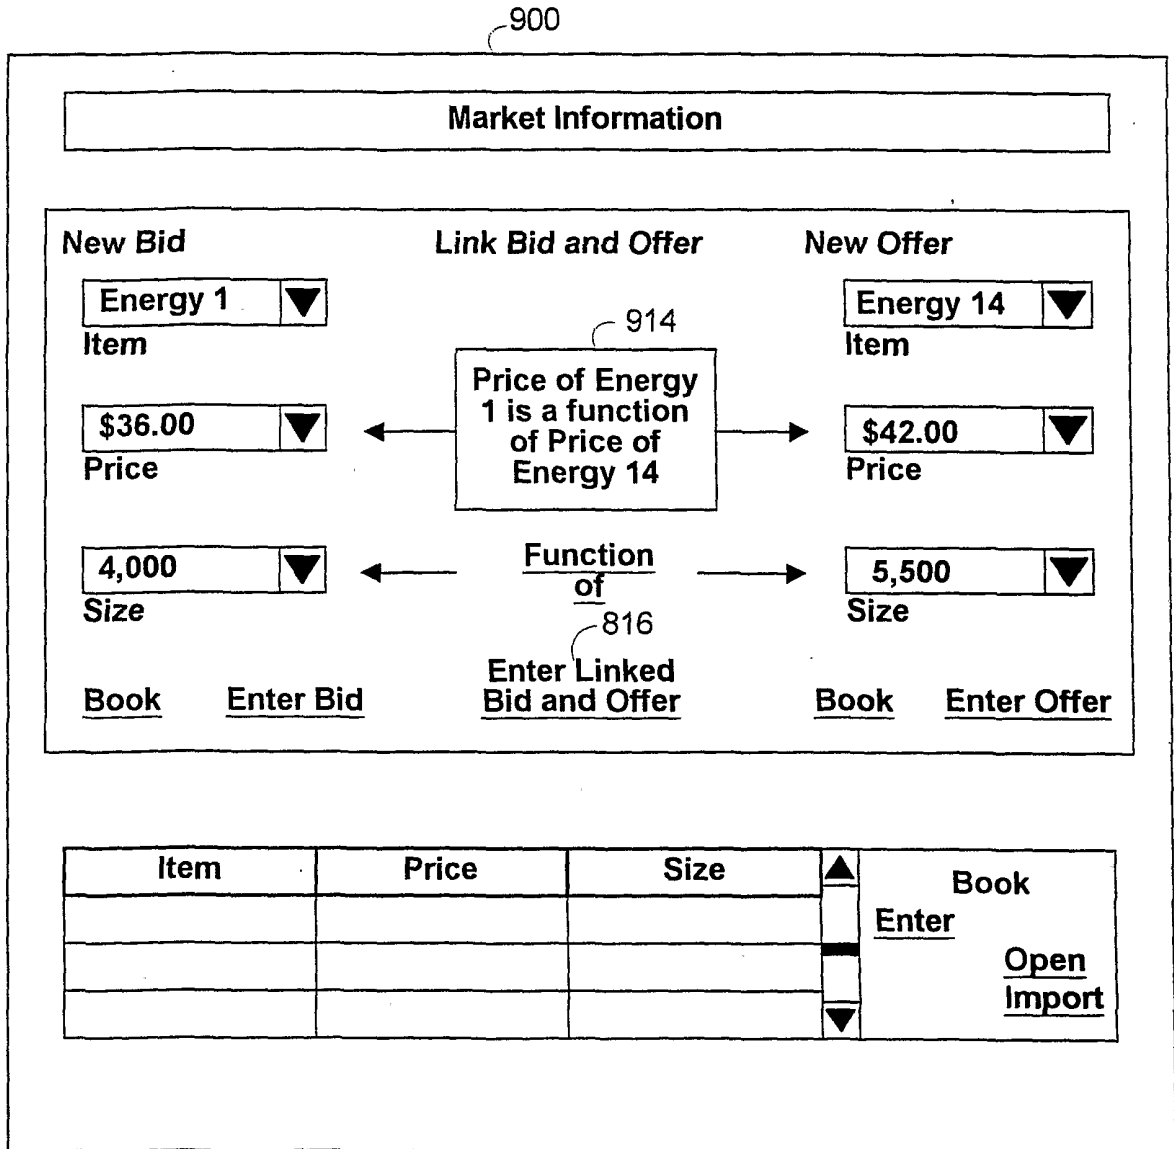 900
Market Information
New Bid
Link Bid and Offer
New Offer
Energy 1
Item
Energy 14
Item
914
Price of Energy
1 is a function
of Price of
Energy 14
$36.00
Price
$42.00
Price
4,000
Size
Function
of
5,500
Size
816
Enter Linked
Bid and Offer
Book Enter Bid
Book Enter Offer
Item Price Size
Book
Enter
Open
Import